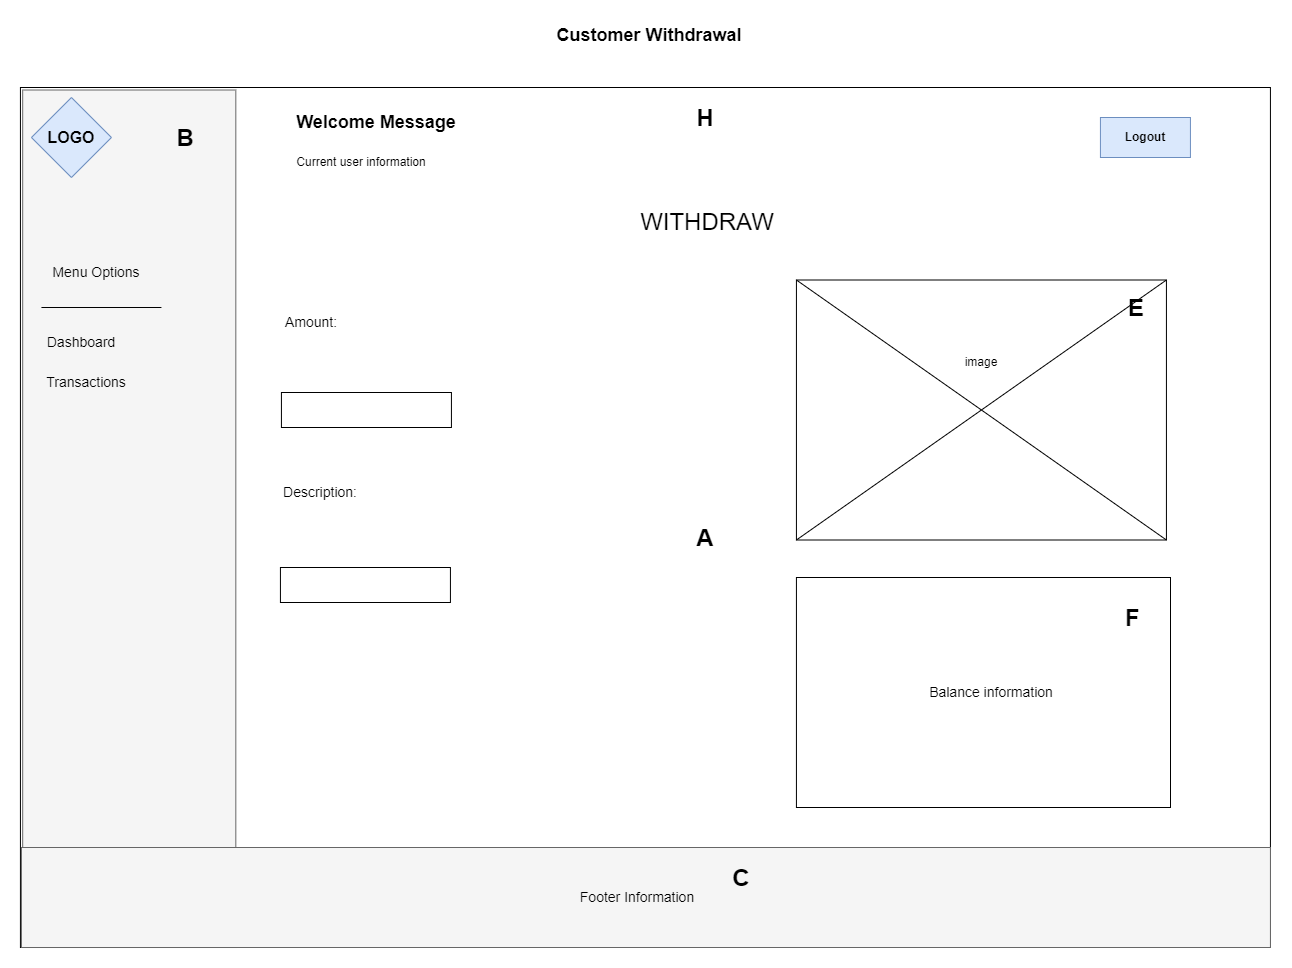 Customer Withdrawal
LOGO
B
Welcome Message
H
Logout
Current user information
WITHDRAW
Menu Options
Dashboard
Transactions
Amount:
Description:
A
E
image
F
Balance information
C
Footer Information